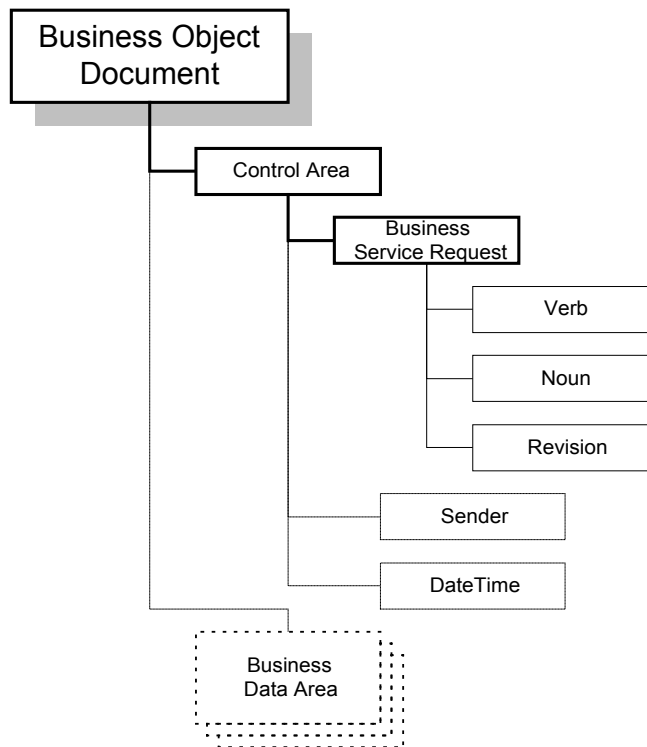 Business Object
Document
Control Area
Business
Service Request
Verb
Noun
Revision
Sender
DateTime
Business
Data Area